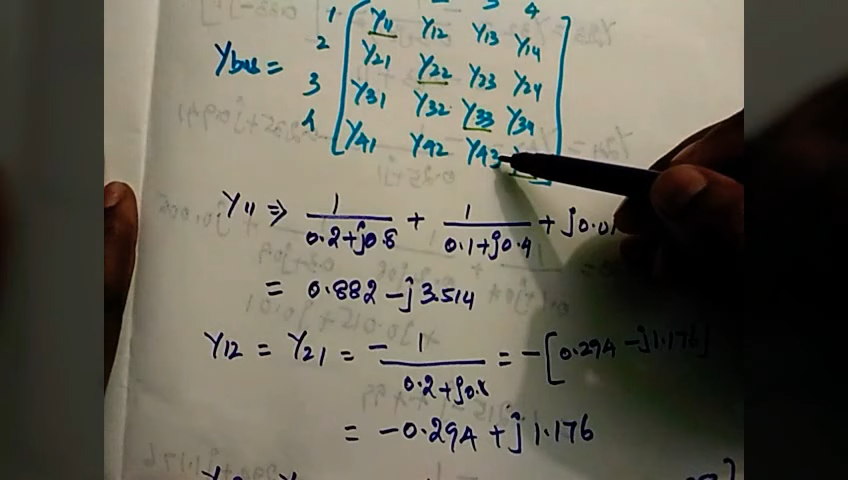 3 4
Ybus = 1 2 3 4 [ Y11 Y12 Y13 Y14
Y21 Y22 Y23 Y24
Y31 Y32 Y33 Y34
Y41 Y42 Y43 ]
Y11 ⇒ 1/(0.2+j0.8) + 1/(0.1+j0.4) + j0.01
= 0.882 - j3.514
Y12 = Y21 = - 1/(0.2+j0.8) = -[0.294 - j1.176]
= -0.294 + j1.176